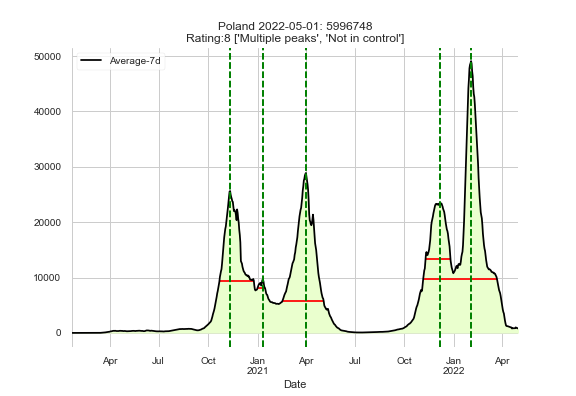 Poland 2022-05-01: 5996748
Rating:8 ['Multiple peaks', 'Not in control']
Average-7d
50000
40000
30000
20000
10000
0
Apr Jul Oct Jan Apr Jul Oct Jan Apr
2021 2022
Date